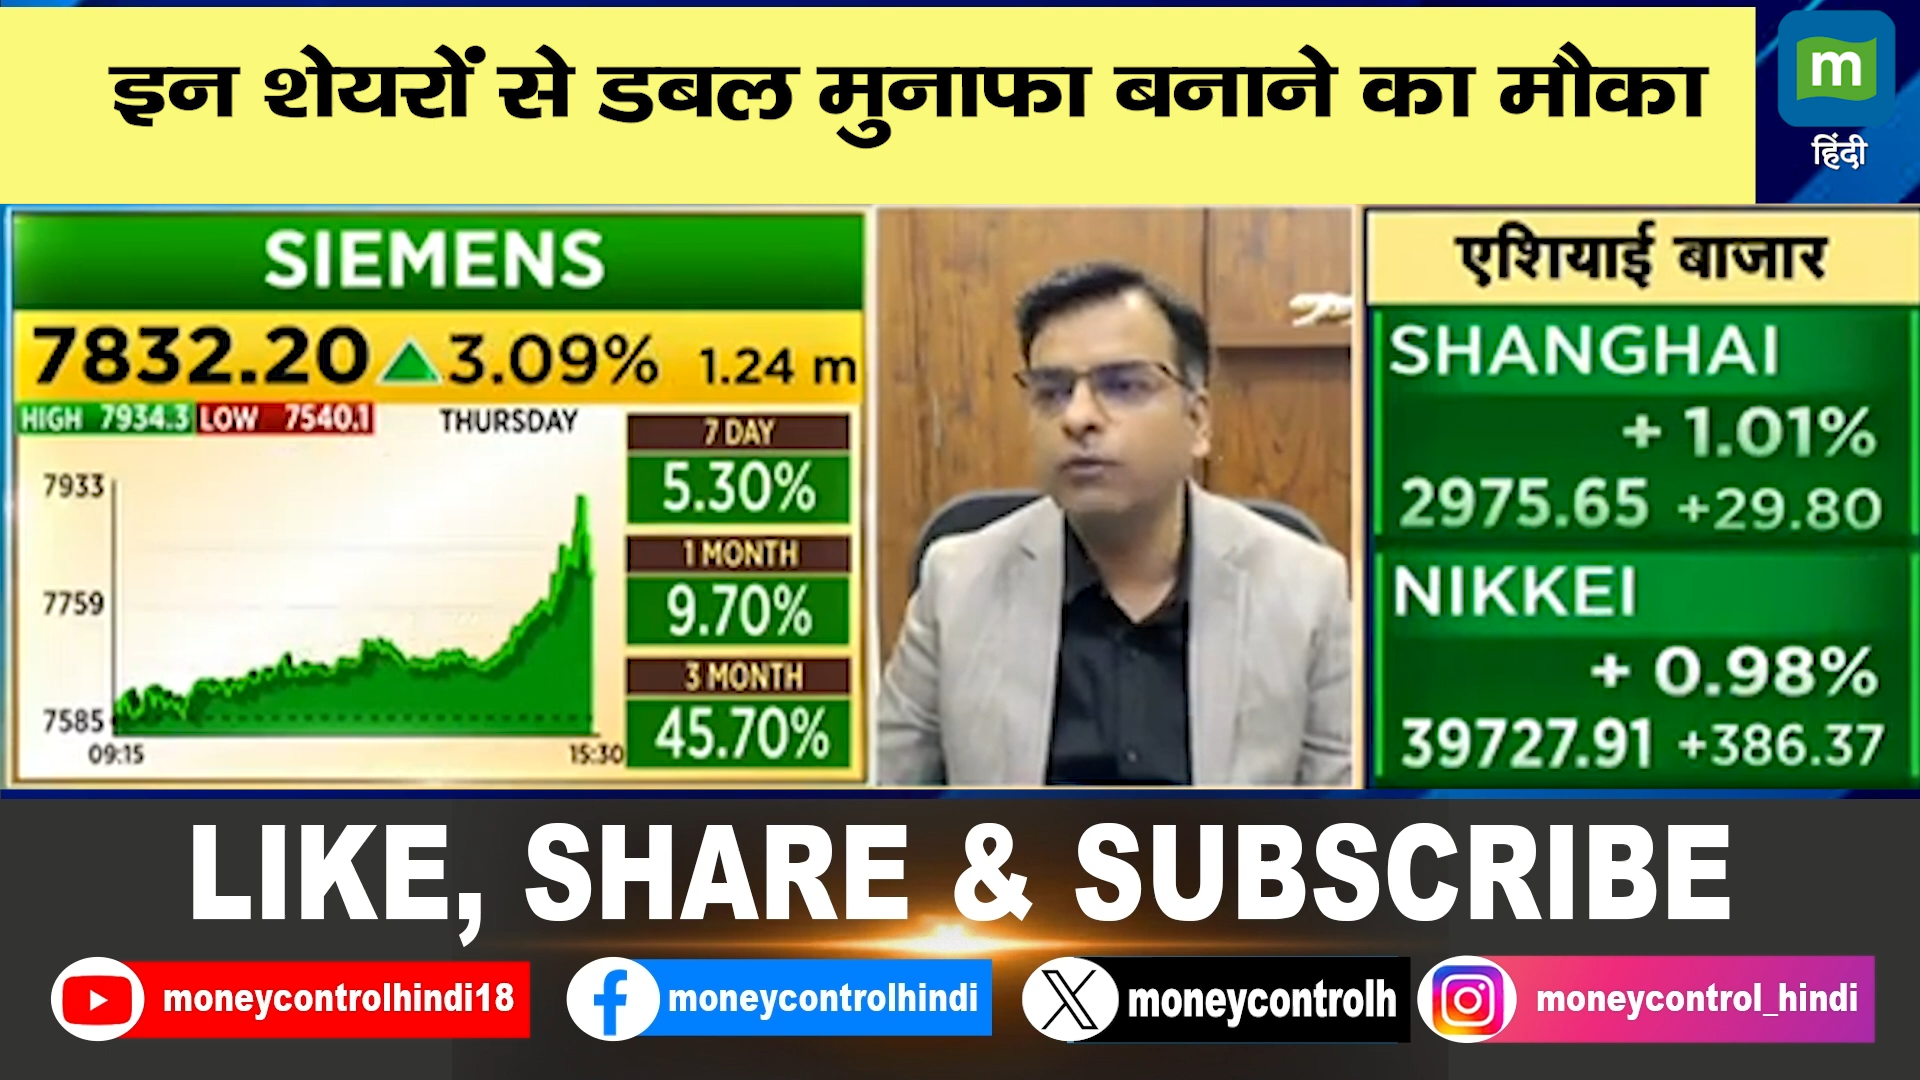 इन शेयरों से डबल मुनाफा बनाने का मौका
m
हिंदी
SIEMENS
7832.20 ▲ 3.09% 1.24 m
HIGH 7934.3 LOW 7540.1 THURSDAY
7933
7759
7585
09:15 15:30
7 DAY
5.30%
1 MONTH
9.70%
3 MONTH
45.70%
एशियाई बाजार
SHANGHAI
+ 1.01%
2975.65 +29.80
NIKKEI
+ 0.98%
39727.91 +386.37
LIKE, SHARE & SUBSCRIBE
moneycontrolhindi18 moneycontrolhindi moneycontrolh moneycontrol_hindi